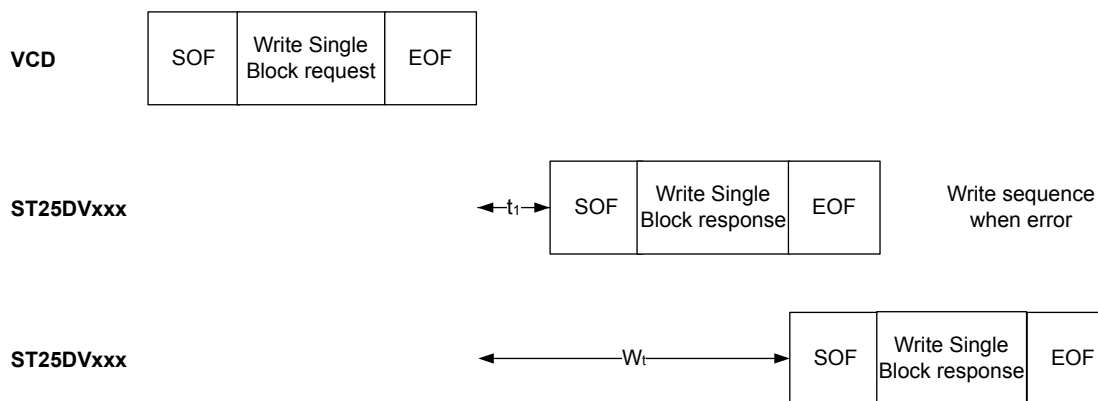 VCD
SOF
Write Single
Block request
EOF
ST25DVxxx
t1
SOF
Write Single
Block response
EOF
Write sequence
when error
ST25DVxxx
Wt
SOF
Write Single
Block response
EOF